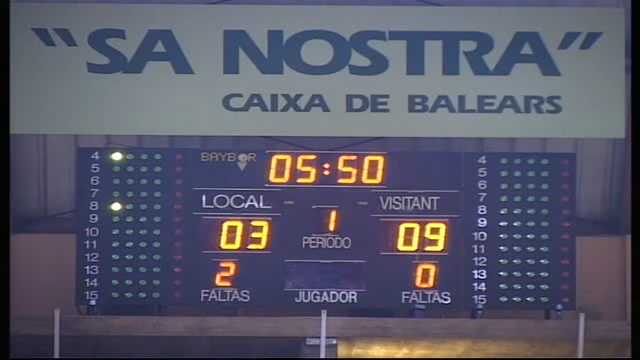 "SA NOSTRA"
CAIXA DE BALEARS
BAYBOR 05:50
LOCAL 1 VISITANT
03 PERIODO 09
2 0
FALTAS JUGADOR FALTAS
4 4
5 5
6 6
7 7
8 8
9 9
10 10
11 11
12 12
13 13
14 14
15 15